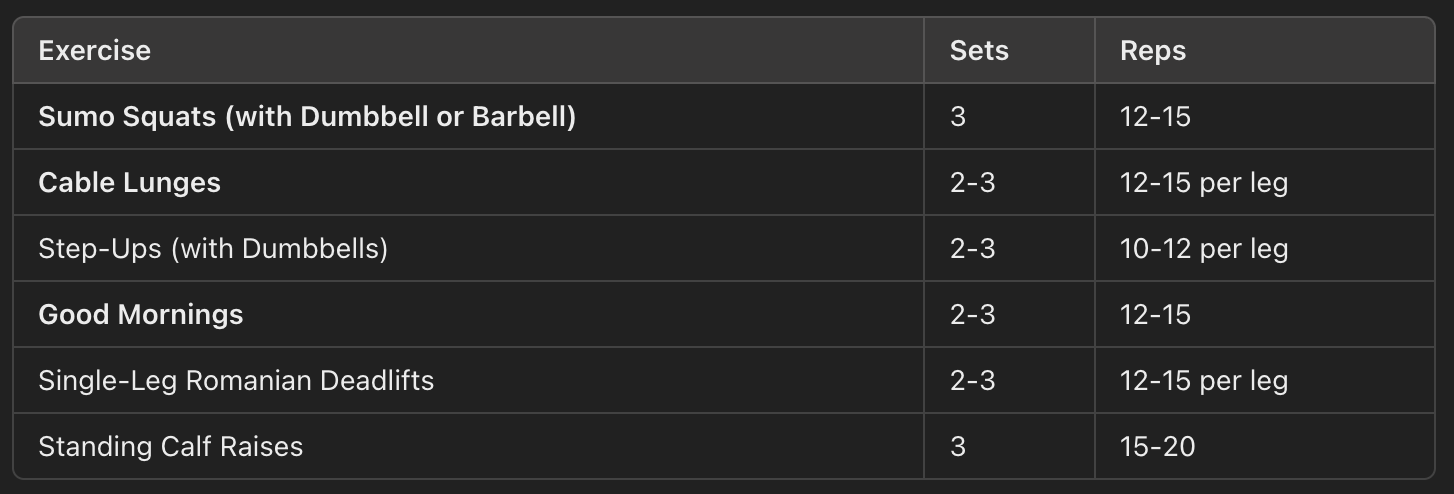 Exercise Sets Reps
Sumo Squats (with Dumbbell or Barbell) 3 12-15
Cable Lunges 2-3 12-15 per leg
Step-Ups (with Dumbbells) 2-3 10-12 per leg
Good Mornings 2-3 12-15
Single-Leg Romanian Deadlifts 2-3 12-15 per leg
Standing Calf Raises 3 15-20